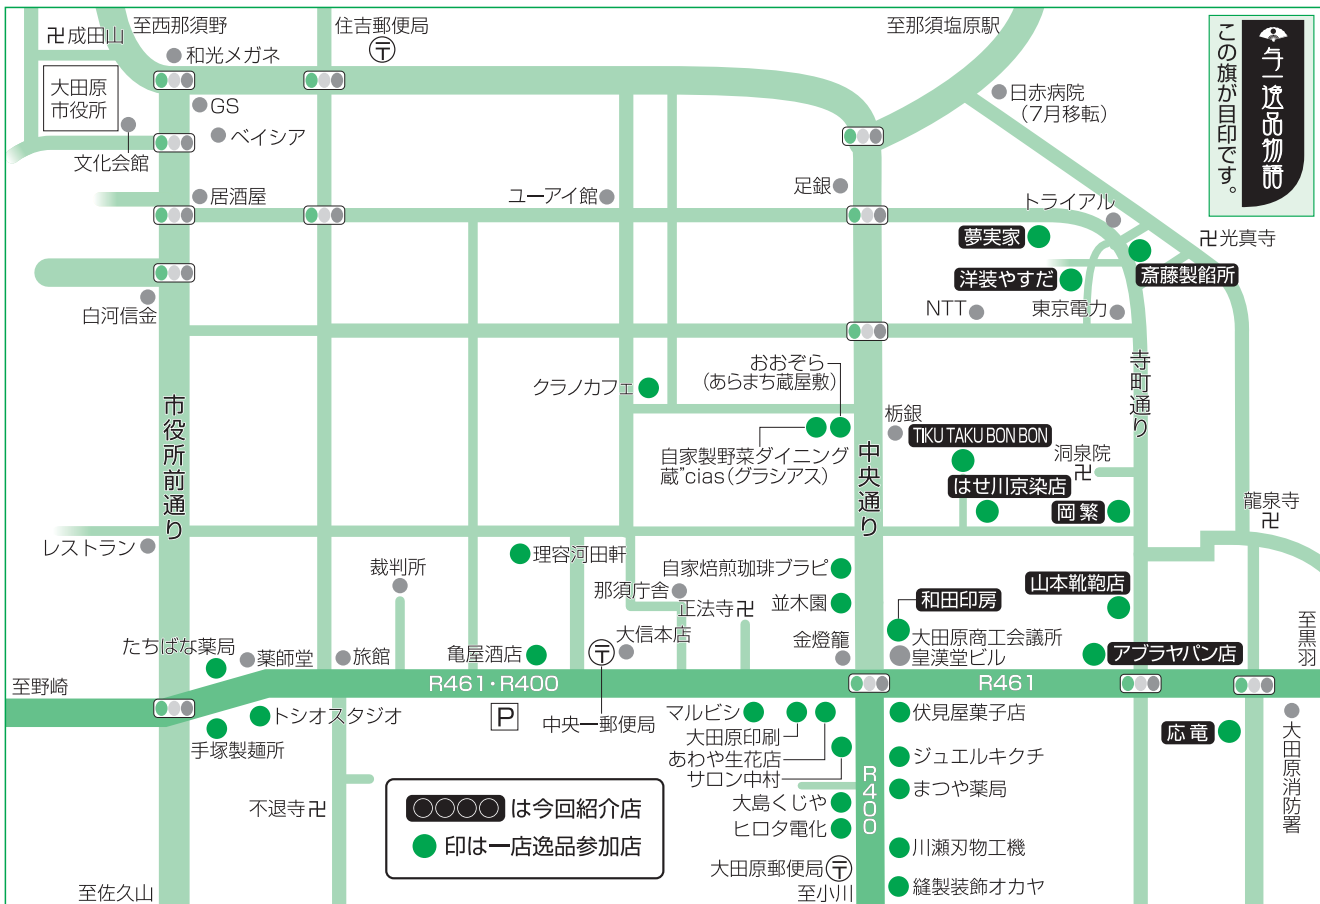 至西那須野
住吉郵便局
至那須塩原駅
卍成田山
和光メガネ
大田原
市役所
GS
ベイシア
文化会館
日赤病院
(7月移転)
与一逸品物語
この旗が目印です。
居酒屋
ユーアイ館
足銀
トライアル
夢実家
卍光真寺
洋装やすだ
斎藤製餡所
白河信金
NTT
東京電力
おおぞら
(あらまち蔵屋敷)
クラノカフェ
寺町通り
市役所前通り
栃銀
TIKU TAKU BON BON
自家製野菜ダイニング
蔵"cias(グラシアス)
中央通り
洞泉院
卍
はせ川京染店
岡繁
龍泉寺
卍
レストラン
理容河田軒
裁判所
自家焙煎珈琲ブラピ
那須庁舎
正法寺卍
並木園
和田印房
山本靴鞄店
たちばな薬局
薬師堂
旅館
亀屋酒店
大信本店
金燈籠
大田原商工会議所
皇漢堂ビル
アブラヤパン店
至黒羽
至野崎
R461・R400
R461
トシオスタジオ
P
中央一郵便局
マルビシ
大田原印刷
あわや生花店
サロン中村
伏見屋菓子店
応竜
大田原消防署
手塚製麺所
ジュエルキクチ
R400
まつや薬局
不退寺卍
〇〇〇〇は今回紹介店
印は一店逸品参加店
大島くじや
ヒロタ電化
川瀬刃物工機
大田原郵便局
至佐久山
至小川
縫製装飾オカヤ